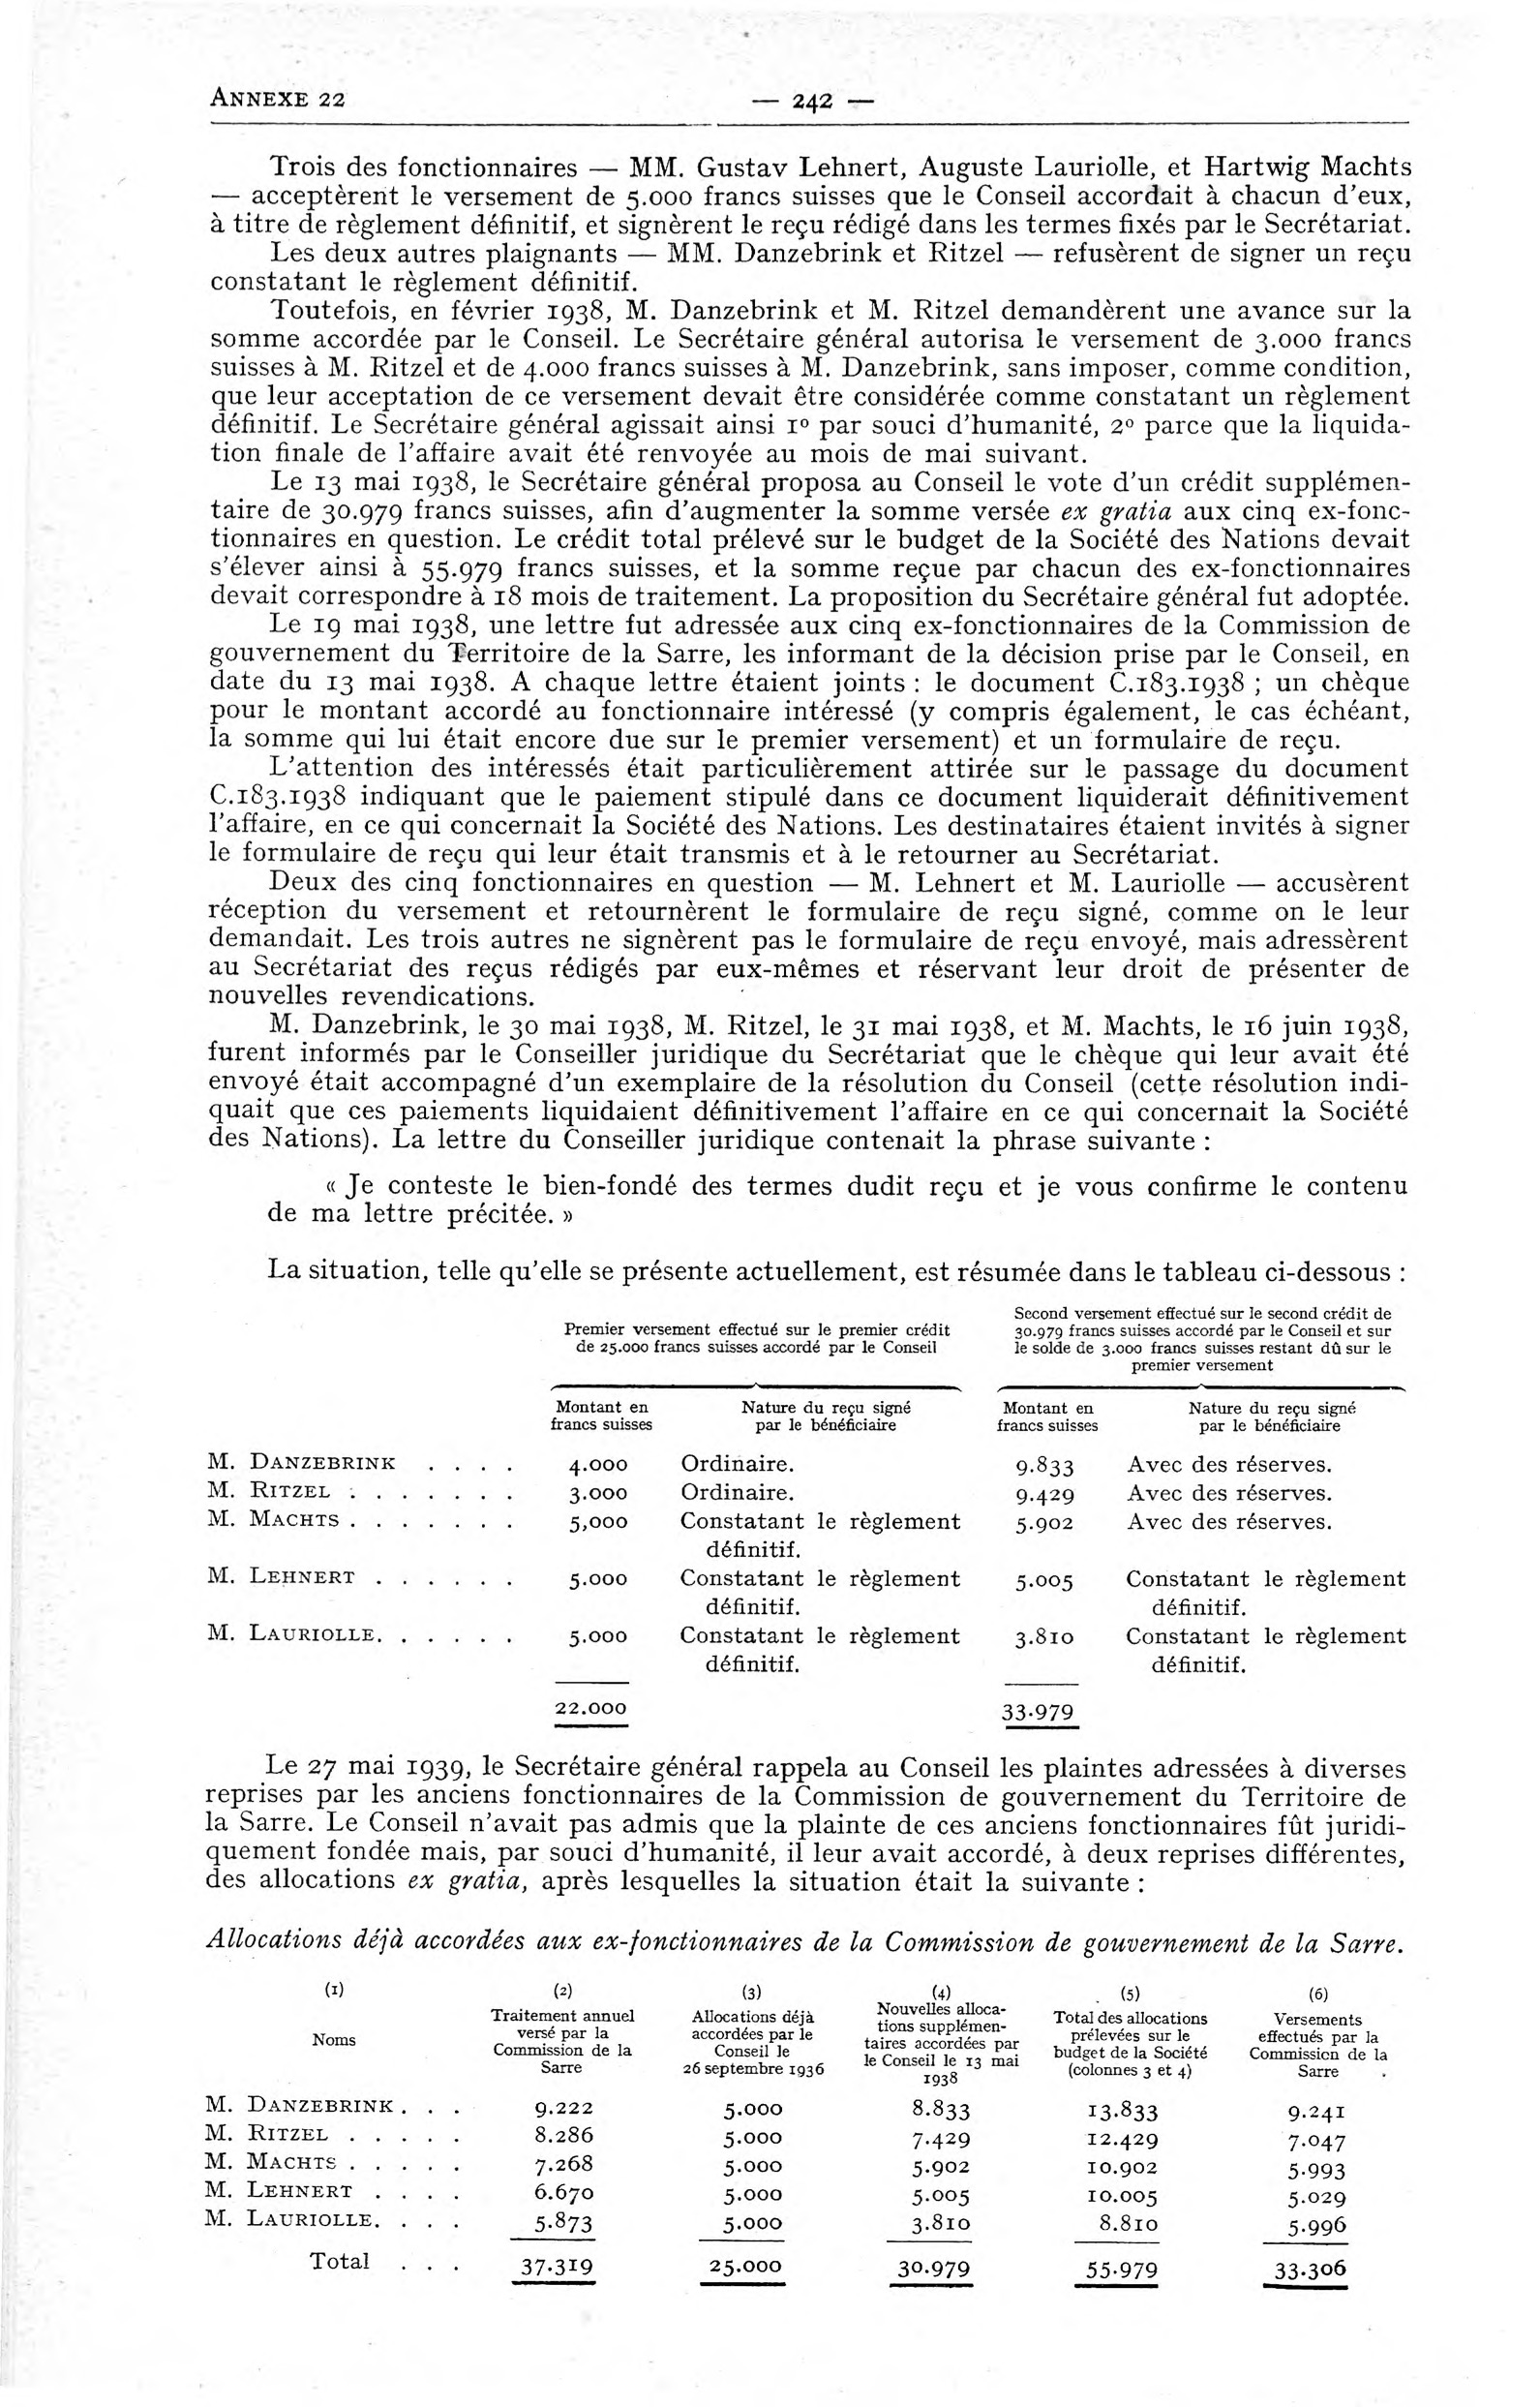 ANNEXE 22
— 242 —
Trois des fonctionnaires — MM. Gustav Lehnert, Auguste Lauriolle, et Hartwig Machts
— acceptèrent le versement de 5.000 francs suisses que le Conseil accordait à chacun d'eux,
à titre de règlement définitif, et signèrent le reçu rédigé dans les termes fixés par le Secrétariat.
Les deux autres plaignants — MM. Danzebrink et Ritzel — refusèrent de signer un reçu
constatant le règlement définitif.
Toutefois, en février 1938, M. Danzebrink et M. Ritzel demandèrent une avance sur la
somme accordée par le Conseil. Le Secrétaire général autorisa le versement de 3.000 francs
suisses à M. Ritzel et de 4.000 francs suisses à M. Danzebrink, sans imposer, comme condition,
que leur acceptation de ce versement devait être considérée comme constatant un règlement
définitif. Le Secrétaire général agissait ainsi 1º par souci d'humanité, 2º parce que la liquida-
tion finale de l'affaire avait été renvoyée au mois de mai suivant.
Le 13 mai 1938, le Secrétaire général proposa au Conseil le vote d'un crédit supplémen-
taire de 30.979 francs suisses, afin d'augmenter la somme versée ex gratia aux cinq ex-fonc-
tionnaires en question. Le crédit total prélevé sur le budget de la Société des Nations devait
s'élever ainsi à 55.979 francs suisses, et la somme reçue par chacun des ex-fonctionnaires
devait correspondre à 18 mois de traitement. La proposition du Secrétaire général fut adoptée.
Le 19 mai 1938, une lettre fut adressée aux cinq ex-fonctionnaires de la Commission de
gouvernement du Territoire de la Sarre, les informant de la décision prise par le Conseil, en
date du 13 mai 1938. A chaque lettre étaient joints : le document C.183.1938 ; un chèque
pour le montant accordé au fonctionnaire intéressé (y compris également, le cas échéant,
la somme qui lui était encore due sur le premier versement) et un formulaire de reçu.
L'attention des intéressés était particulièrement attirée sur le passage du document
C.183.1938 indiquant que le paiement stipulé dans ce document liquiderait définitivement
l'affaire, en ce qui concernait la Société des Nations. Les destinataires étaient invités à signer
le formulaire de reçu qui leur était transmis et à le retourner au Secrétariat.
Deux des cinq fonctionnaires en question — M. Lehnert et M. Lauriolle — accusèrent
réception du versement et retournèrent le formulaire de reçu signé, comme on le leur
demandait. Les trois autres ne signèrent pas le formulaire de reçu envoyé, mais adressèrent
au Secrétariat des reçus rédigés par eux-mêmes et réservant leur droit de présenter de
nouvelles revendications.
M. Danzebrink, le 30 mai 1938, M. Ritzel, le 31 mai 1938, et M. Machts, le 16 juin 1938,
furent informés par le Conseiller juridique du Secrétariat que le chèque qui leur avait été
envoyé était accompagné d'un exemplaire de la résolution du Conseil (cette résolution indi-
quait que ces paiements liquidaient définitivement l'affaire en ce qui concernait la Société
des Nations). La lettre du Conseiller juridique contenait la phrase suivante :
« Je conteste le bien-fondé des termes dudit reçu et je vous confirme le contenu
de ma lettre précitée. »
La situation, telle qu'elle se présente actuellement, est résumée dans le tableau ci-dessous :
Premier versement effectué sur le premier crédit
de 25.000 francs suisses accordé par le Conseil
Second versement effectué sur le second crédit de
30.979 francs suisses accordé par le Conseil et sur
le solde de 3.000 francs suisses restant dû sur le
premier versement
Montant en francs suisses
Nature du reçu signé par le bénéficiaire
Montant en francs suisses
Nature du reçu signé par le bénéficiaire
M. DANZEBRINK . . . . 4.000 Ordinaire. 9.833 Avec des réserves.
M. RITZEL . . . . . . . 3.000 Ordinaire. 9.429 Avec des réserves.
M. MACHTS . . . . . . . 5,000 Constatant le règlement 5.902 Avec des réserves.
définitif.
M. LEHNERT . . . . . . 5.000 Constatant le règlement 5.005 Constatant le règlement
définitif. définitif.
M. LAURIOLLE. . . . . . 5.000 Constatant le règlement 3.810 Constatant le règlement
définitif. définitif.
22.000 33.979
Le 27 mai 1939, le Secrétaire général rappela au Conseil les plaintes adressées à diverses
reprises par les anciens fonctionnaires de la Commission de gouvernement du Territoire de
la Sarre. Le Conseil n'avait pas admis que la plainte de ces anciens fonctionnaires fût juridi-
quement fondée mais, par souci d'humanité, il leur avait accordé, à deux reprises différentes,
des allocations ex gratia, après lesquelles la situation était la suivante :
Allocations déjà accordées aux ex-fonctionnaires de la Commission de gouvernement de la Sarre.
(1) (2) (3) (4) (5) (6)
Noms
Traitement annuel
versé par la
Commission de la
Sarre
Allocations déjà
accordées par le
Conseil le
26 septembre 1936
Nouvelles alloca-
tions supplémen-
taires accordées par
le Conseil le 13 mai
1938
Total des allocations
prélevées sur le
budget de la Société
(colonnes 3 et 4)
Versements
effectués par la
Commission de la
Sarre
M. DANZEBRINK . . . 9.222 5.000 8.833 13.833 9.241
M. RITZEL . . . . . 8.286 5.000 7.429 12.429 7.047
M. MACHTS . . . . . 7.268 5.000 5.902 10.902 5.993
M. LEHNERT . . . . 6.670 5.000 5.005 10.005 5.029
M. LAURIOLLE. . . . 5.873 5.000 3.810 8.810 5.996
Total . . . 37.319 25.000 30.979 55.979 33.306